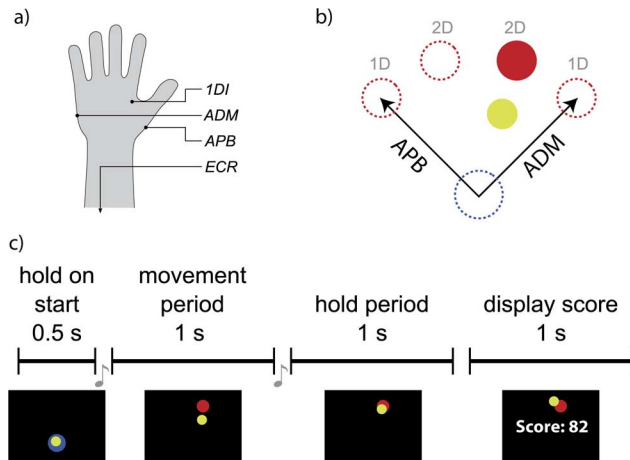 a)
1DI
ADM
APB
ECR
b)
2D 2D
1D 1D
APB ADM
c)
hold on start 0.5 s
movement period 1 s
hold period 1 s
display score 1 s
Score: 82